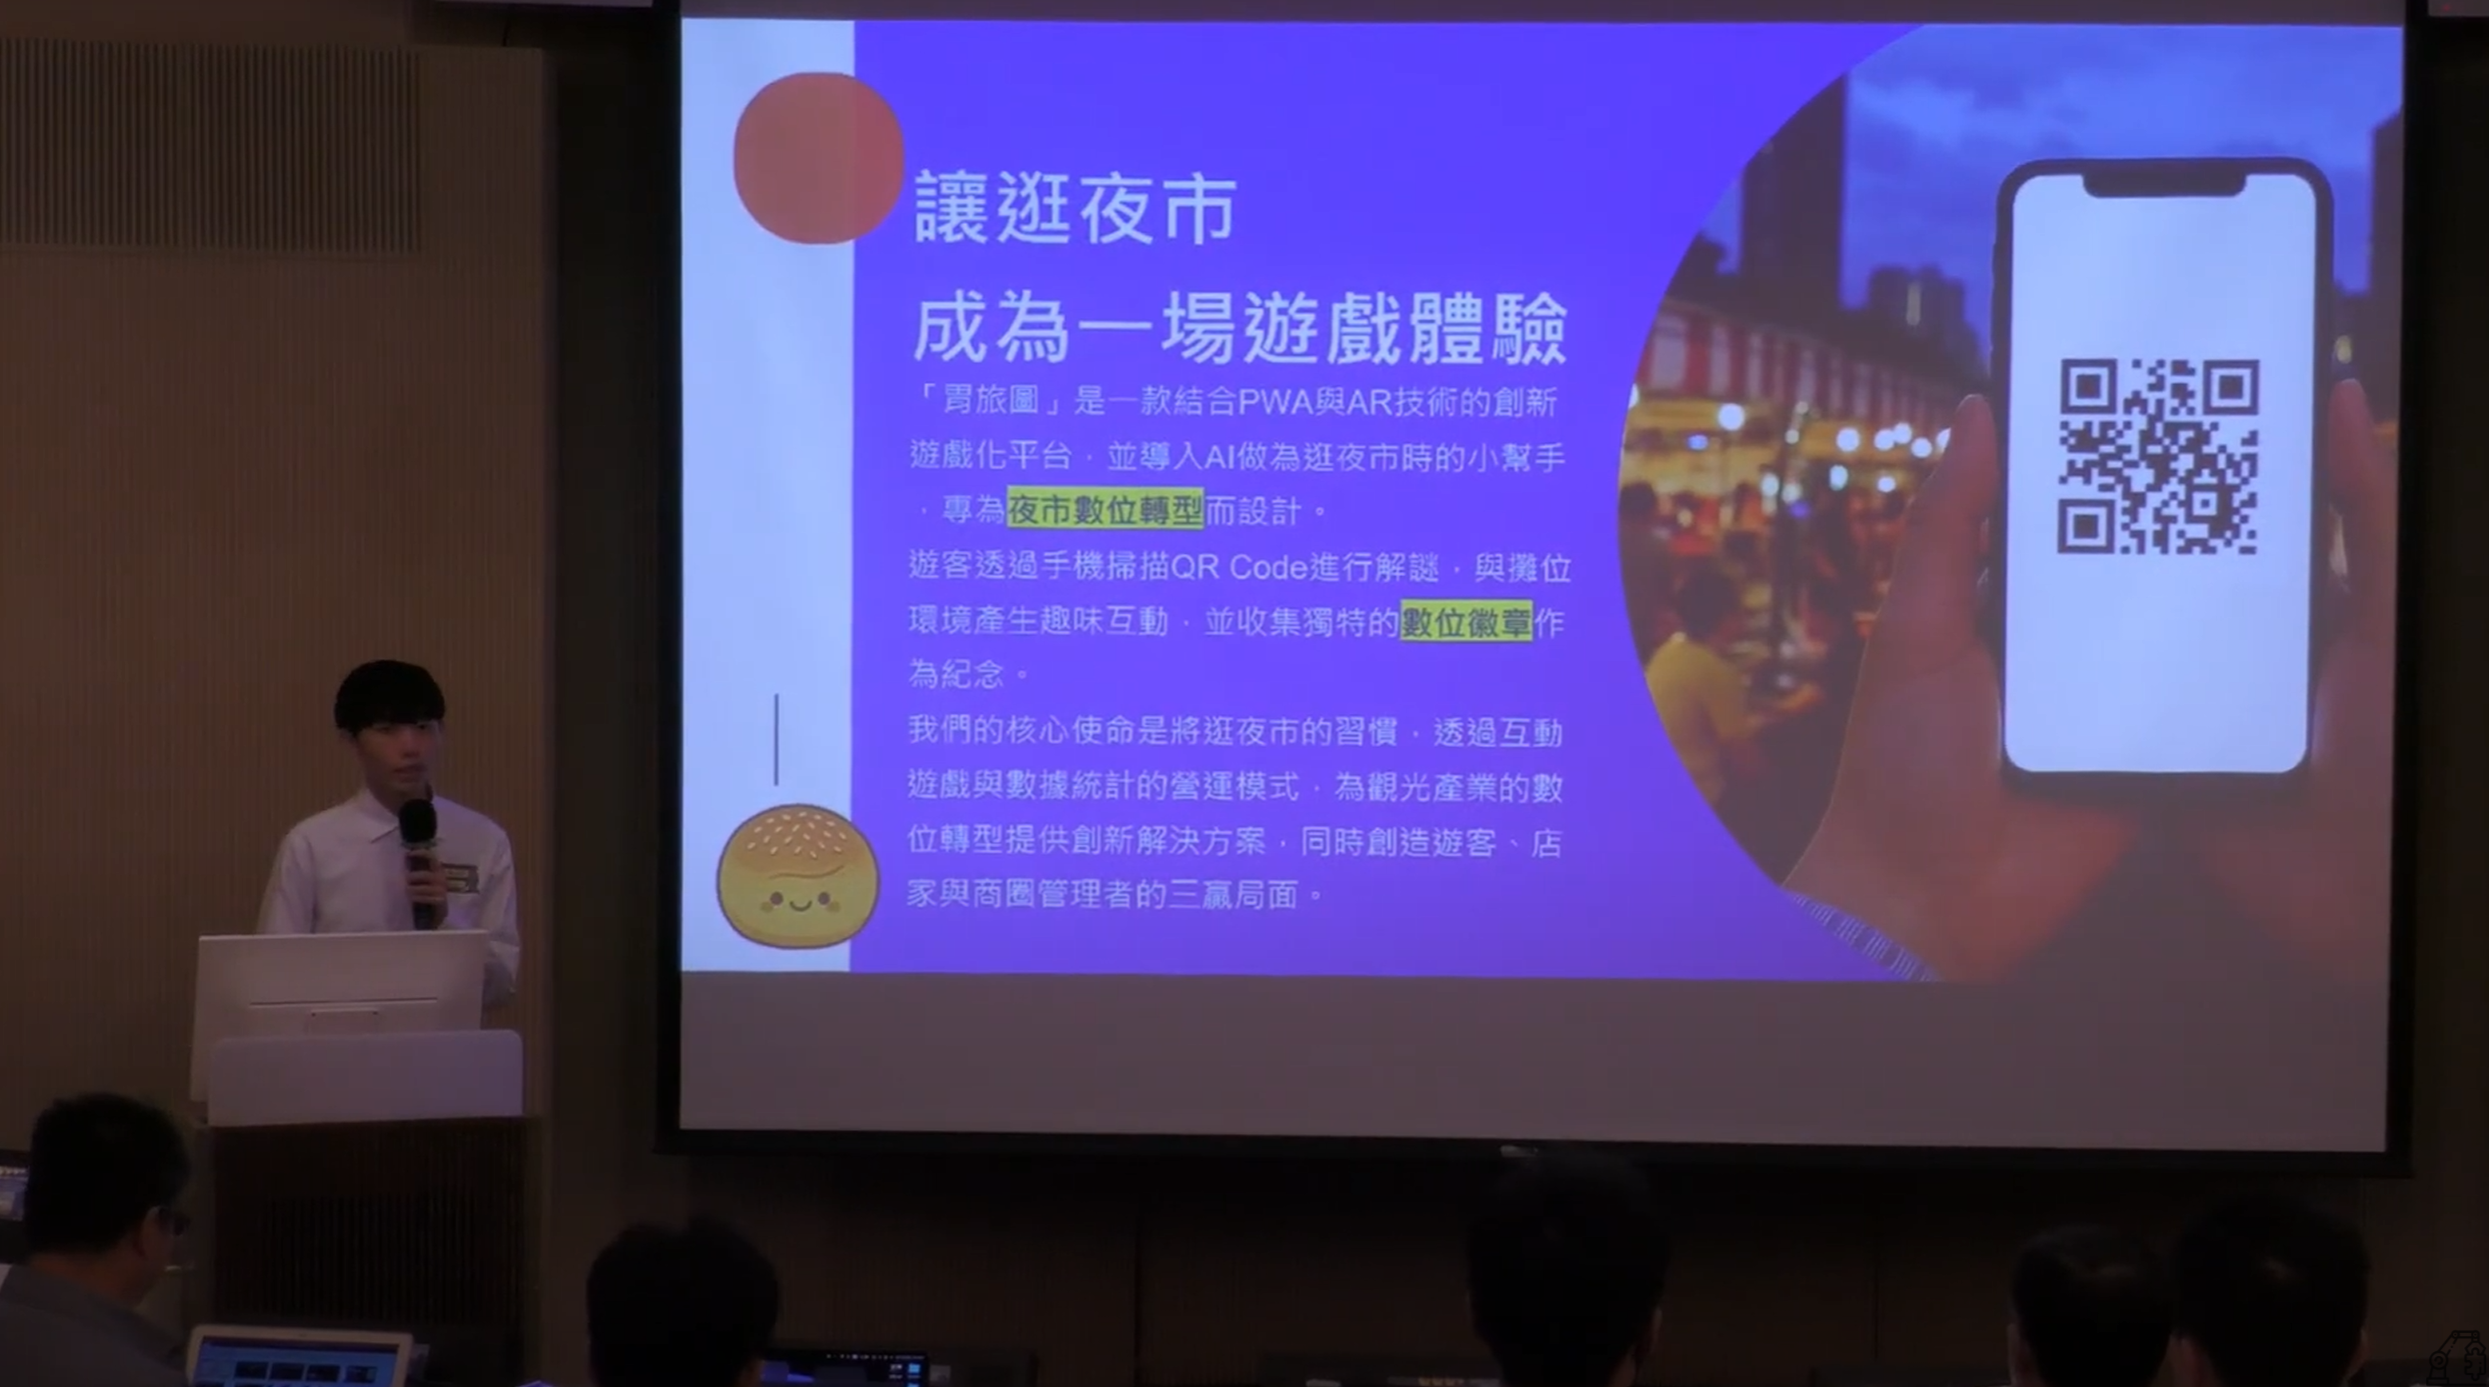 讓逛夜市
成為一場遊戲體驗
「胃旅圖」是一款結合PWA與AR技術的創新
遊戲化平台，並導入AI做為逛夜市時的小幫手
，專為夜市數位轉型而設計。
遊客透過手機掃描QR Code進行解謎，與攤位
環境產生趣味互動，並收集獨特的數位徽章作
為紀念。
我們的核心使命是將逛夜市的習慣，透過互動
遊戲與數據統計的營運模式，為觀光產業的數
位轉型提供創新解決方案，同時創造遊客、店
家與商圈管理者的三贏局面。